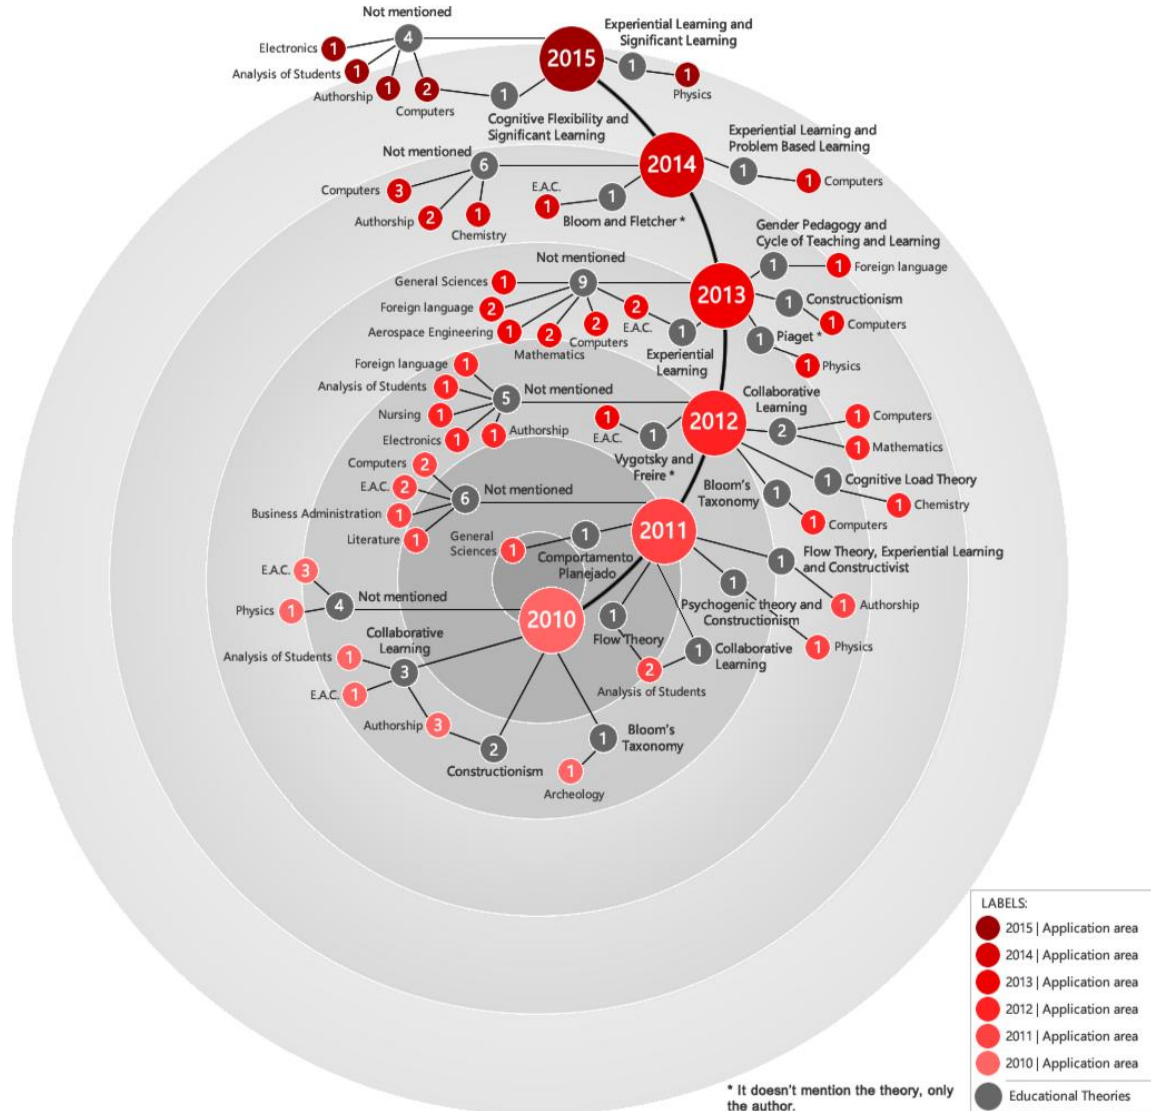 Not mentioned
4
Electronics
1
Analysis of Students
1
Authorship
1
2
Computers
1
Cognitive Flexibility and
Significant Learning
2015
Experiential Learning and
Significant Learning
1
1
Physics
Not mentioned
6
Computers
3
Authorship
2
1
Chemistry
E.A.C.
1
1
Bloom and Fletcher *
2014
Experiential Learning and
Problem Based Learning
1
1
Computers
Not mentioned
9
General Sciences
1
Foreign language
2
Aerospace Engineering
1
2
Mathematics
2
Computers
2
E.A.C.
1
Experiential
Learning
2013
Gender Pedagogy and
Cycle of Teaching and Learning
1
1
Foreign language
1
Constructionism
1
Computers
1
Piaget *
1
Physics
Foreign language
1
Analysis of Students
1
Nursing
1
Electronics
1
1
Authorship
5
Not mentioned
1
E.A.C.
1
Vygotsky and
Freire *
2012
Collaborative
Learning
2
1
Computers
1
Mathematics
1
Cognitive Load Theory
1
Chemistry
Bloom's
Taxonomy
1
1
Computers
Computers
2
E.A.C.
2
Business Administration
1
Literature
1
6
Not mentioned
General
Sciences
1
1
Comportamento
Planejado
2011
1
Flow Theory, Experiential Learning
and Constructivist
1
Authorship
1
Psychogenic theory and
Constructionism
1
Physics
1
Flow Theory
1
Collaborative
Learning
2
Analysis of Students
E.A.C.
3
Physics
1
4
Not mentioned
2010
Collaborative
Learning
3
Analysis of Students
1
E.A.C.
1
Authorship
3
2
Constructionism
1
Bloom's
Taxonomy
1
Archeology
LABELS:
2015 | Application area
2014 | Application area
2013 | Application area
2012 | Application area
2011 | Application area
2010 | Application area
Educational Theories
* It doesn't mention the theory, only
the author.